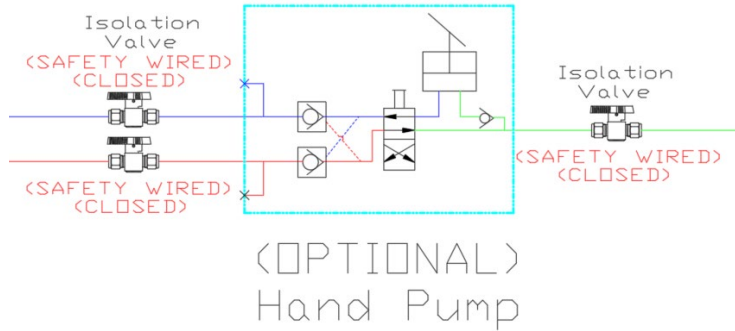 Isolation
Valve
(SAFETY WIRED)
(CLOSED)
(SAFETY WIRED)
(CLOSED)
Isolation
Valve
(SAFETY WIRED)
(CLOSED)
(OPTIONAL)
Hand Pump